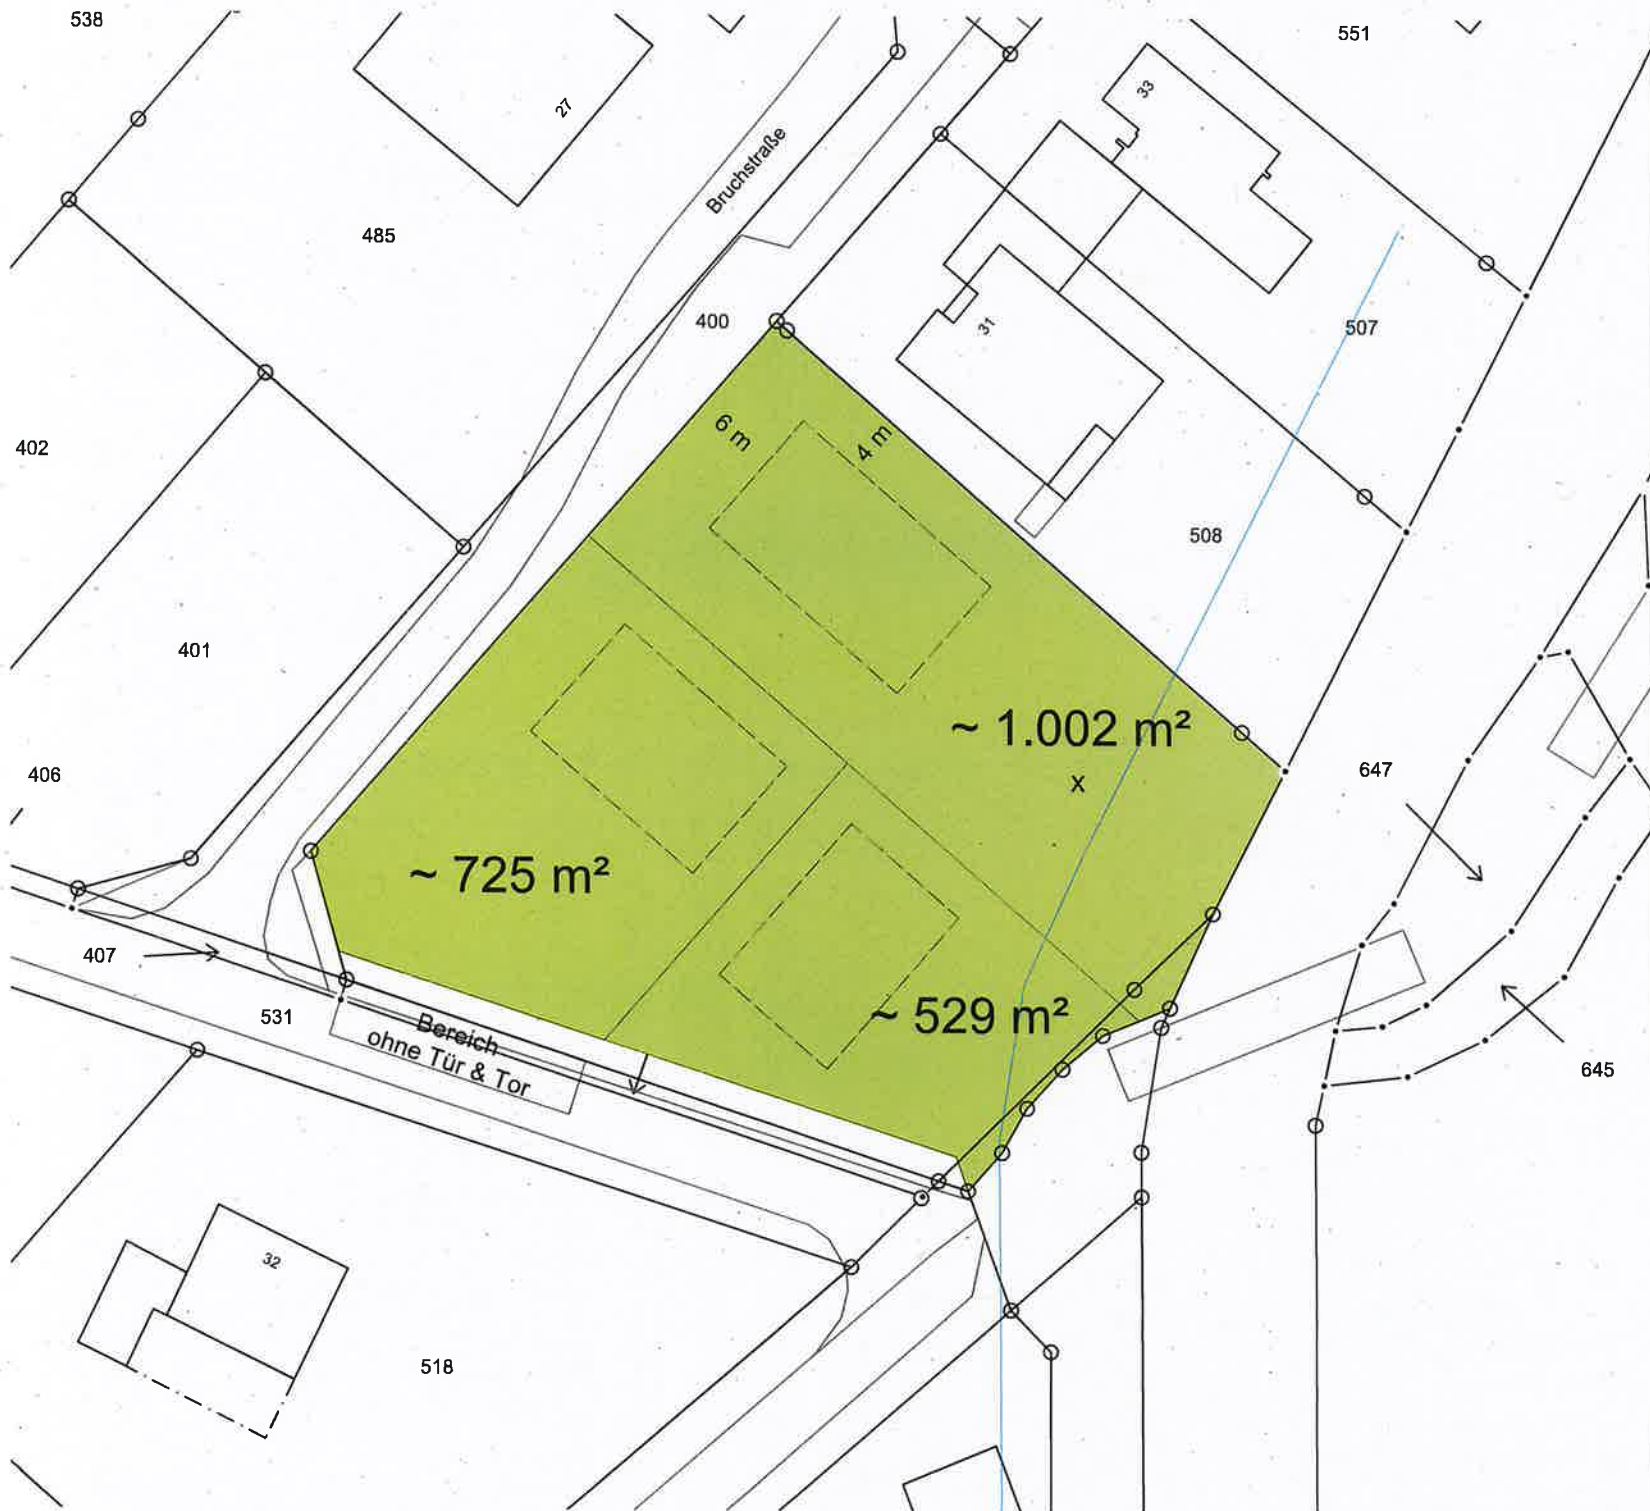 538
551
33
27
Bruchstraße
485
400
31
507
402
6 m
4 m
508
401
~ 1.002 m²
406
x
647
~ 725 m²
407
~ 529 m²
531
Bereich
ohne Tür & Tor
645
32
518